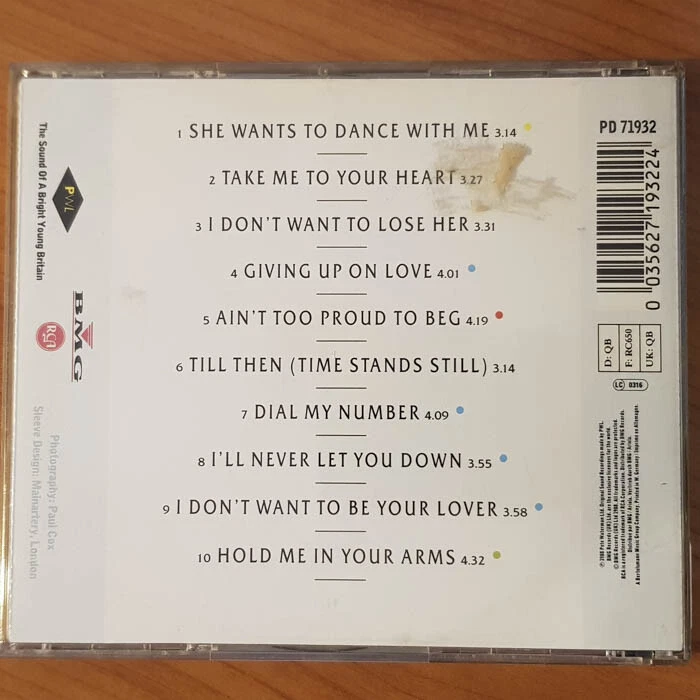 1 SHE WANTS TO DANCE WITH ME 3.14
2 TAKE ME TO YOUR HEART 3.27
3 I DON'T WANT TO LOSE HER 3.31
4 GIVING UP ON LOVE 4.01
5 AIN'T TOO PROUD TO BEG 4.19
6 TILL THEN (TIME STANDS STILL) 3.14
7 DIAL MY NUMBER 4.09
8 I'LL NEVER LET YOU DOWN 3.55
9 I DON'T WANT TO BE YOUR LOVER 3.58
10 HOLD ME IN YOUR ARMS 4.32
PWL
The Sound Of A Bright Young Britain
BMG
RCA
Photography: Paul Cox
Sleeve Design: Mainartery, London
PD 71932
0 035627 193224
D: QB
F: RC650
UK: QB
LC 0316